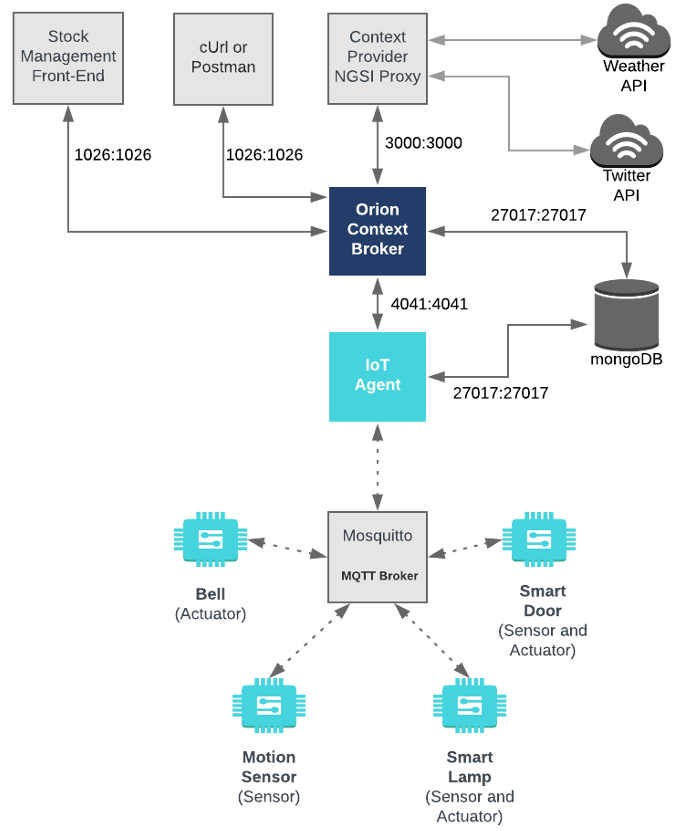 Stock
Management
Front-End
cUrl or
Postman
Context
Provider
NGSI Proxy
Weather
API
1026:1026
1026:1026
3000:3000
Twitter
API
Orion
Context
Broker
27017:27017
4041:4041
mongoDB
IoT
Agent
27017:27017
Mosquitto
MQTT Broker
Bell
(Actuator)
Smart
Door
(Sensor and
Actuator)
Motion
Sensor
(Sensor)
Smart
Lamp
(Sensor and
Actuator)